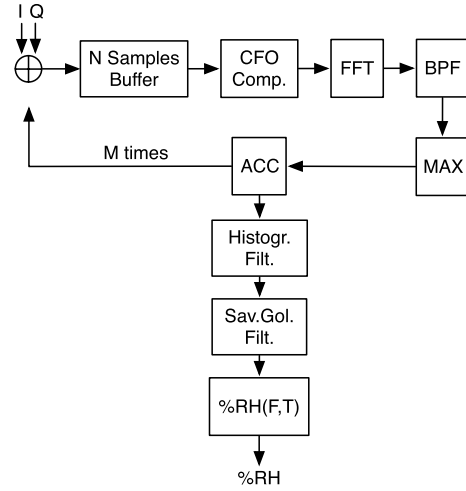 I Q
N Samples
Buffer
CFO
Comp.
FFT
BPF
MAX
ACC
M times
Histogr.
Filt.
Sav.Gol.
Filt.
%RH(F,T)
%RH